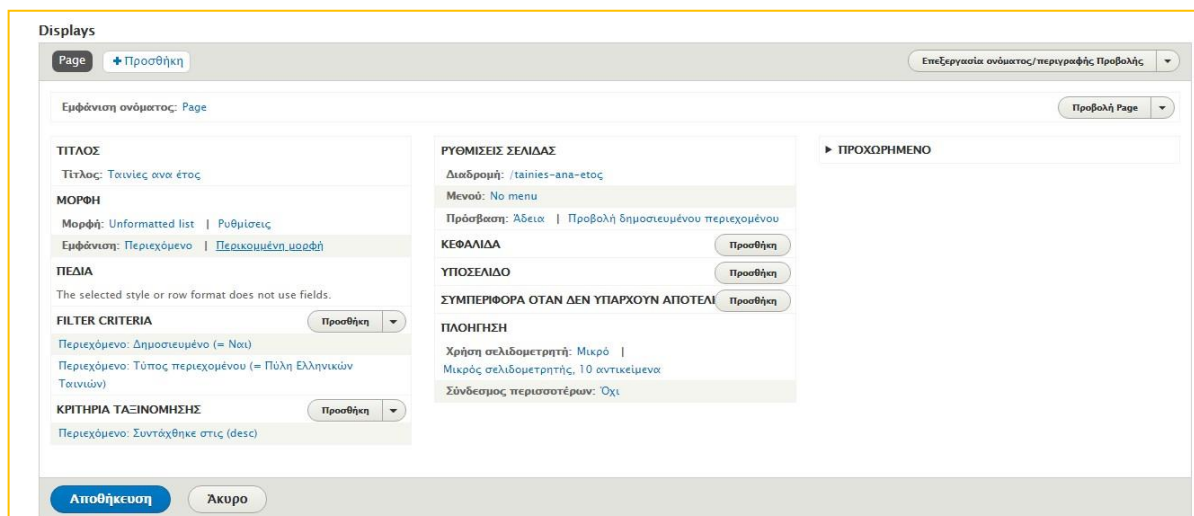 Displays
Page
Προσθήκη
Επεξεργασία ονόματος/περιγραφής Προβολής
Εμφάνιση ονόματος: Page
Προβολή Page
ΤΙΤΛΟΣ
Τίτλος: Ταινίες ανα έτος
ΜΟΡΦΗ
Μορφή: Unformatted list | Ρυθμίσεις
Εμφάνιση: Περιεχόμενο | Περικομμένη μορφή
ΠΕΔΙΑ
The selected style or row format does not use fields.
FILTER CRITERIA Προσθήκη
Περιεχόμενο: Δημοσιευμένο (= Ναι)
Περιεχόμενο: Τύπος περιεχομένου (= Πύλη Ελληνικών
Ταινιών)
ΚΡΙΤΗΡΙΑ ΤΑΞΙΝΟΜΗΣΗΣ Προσθήκη
Περιεχόμενο: Συντάχθηκε στις (desc)
ΡΥΘΜΙΣΕΙΣ ΣΕΛΙΔΑΣ
Διαδρομή: /tainies-ana-etos
Μενού: No menu
Πρόσβαση: Άδεια | Προβολή δημοσιευμένου περιεχομένου
ΚΕΦΑΛΙΔΑ Προσθήκη
ΥΠΟΣΕΛΙΔΟ Προσθήκη
ΣΥΜΠΕΡΙΦΟΡΑ ΟΤΑΝ ΔΕΝ ΥΠΑΡΧΟΥΝ ΑΠΟΤΕΛ Προσθήκη
ΠΛΟΗΓΗΣΗ
Χρήση σελιδομετρητή: Μικρό |
Μικρός σελιδομετρητής, 10 αντικείμενα
Σύνδεσμος περισσοτέρων: Όχι
ΠΡΟΧΩΡΗΜΕΝΟ
Αποθήκευση
Άκυρο